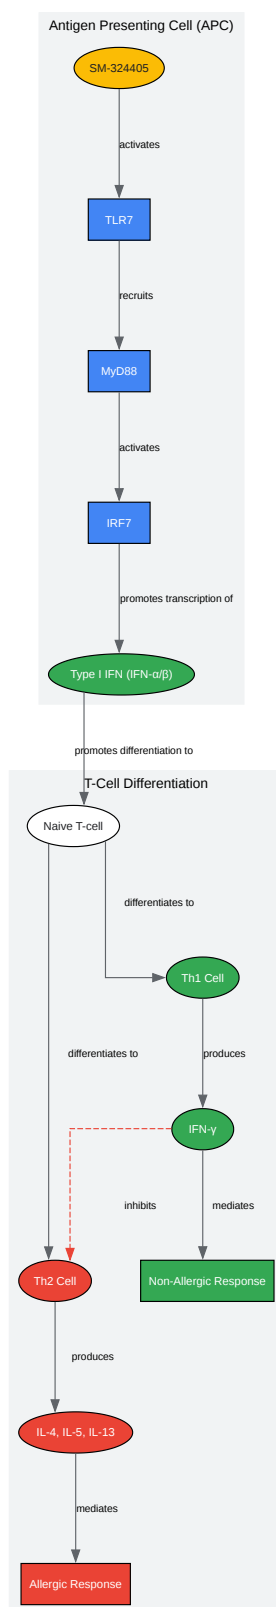 Antigen Presenting Cell (APC)
SM-324405
activates
TLR7
recruits
MyD88
activates
IRF7
promotes transcription of
Type I IFN (IFN-α/β)
promotes differentiation to
T-Cell Differentiation
Naive T-cell
differentiates to
Th1 Cell
differentiates to
produces
IFN-γ
inhibits
mediates
Th2 Cell
Non-Allergic Response
produces
IL-4, IL-5, IL-13
mediates
Allergic Response